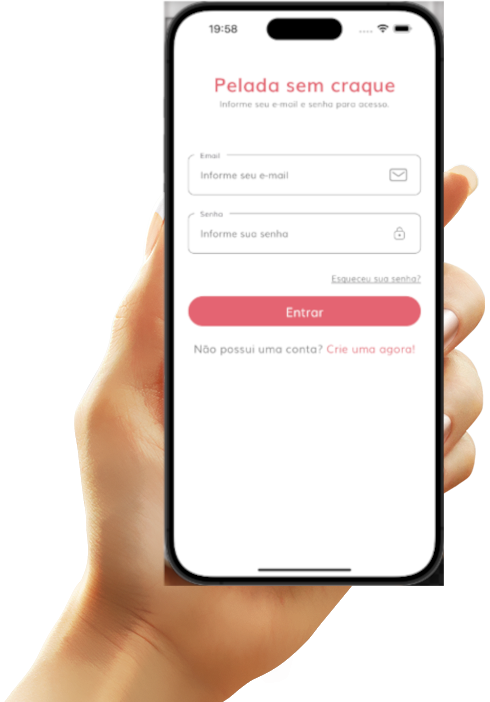 19:58
Pelada sem craque
Informe seu e-mail e senha para acesso.
Email
Informe seu e-mail
Senha
Informe sua senha
Esqueceu sua senha?
Entrar
Não possui uma conta? Crie uma agora!